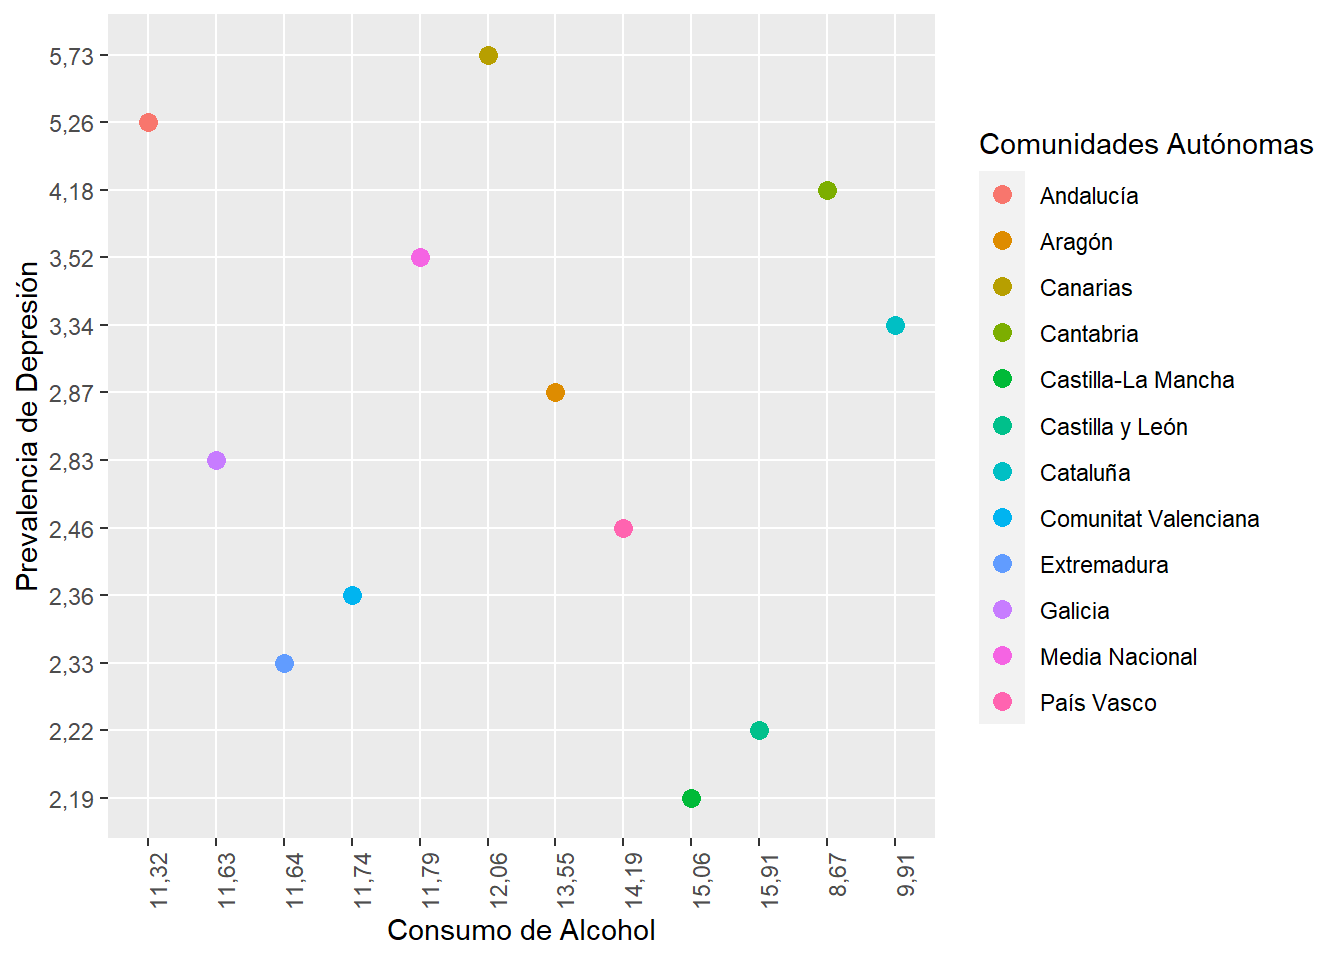 5,73
5,26
4,18
3,52
3,34
2,87
2,83
2,46
2,36
2,33
2,22
2,19
Prevalencia de Depresión
11,32
11,63
11,64
11,74
11,79
12,06
13,55
14,19
15,06
15,91
8,67
9,91
Consumo de Alcohol
Comunidades Autónomas
Andalucía
Aragón
Canarias
Cantabria
Castilla-La Mancha
Castilla y León
Cataluña
Comunitat Valenciana
Extremadura
Galicia
Media Nacional
País Vasco